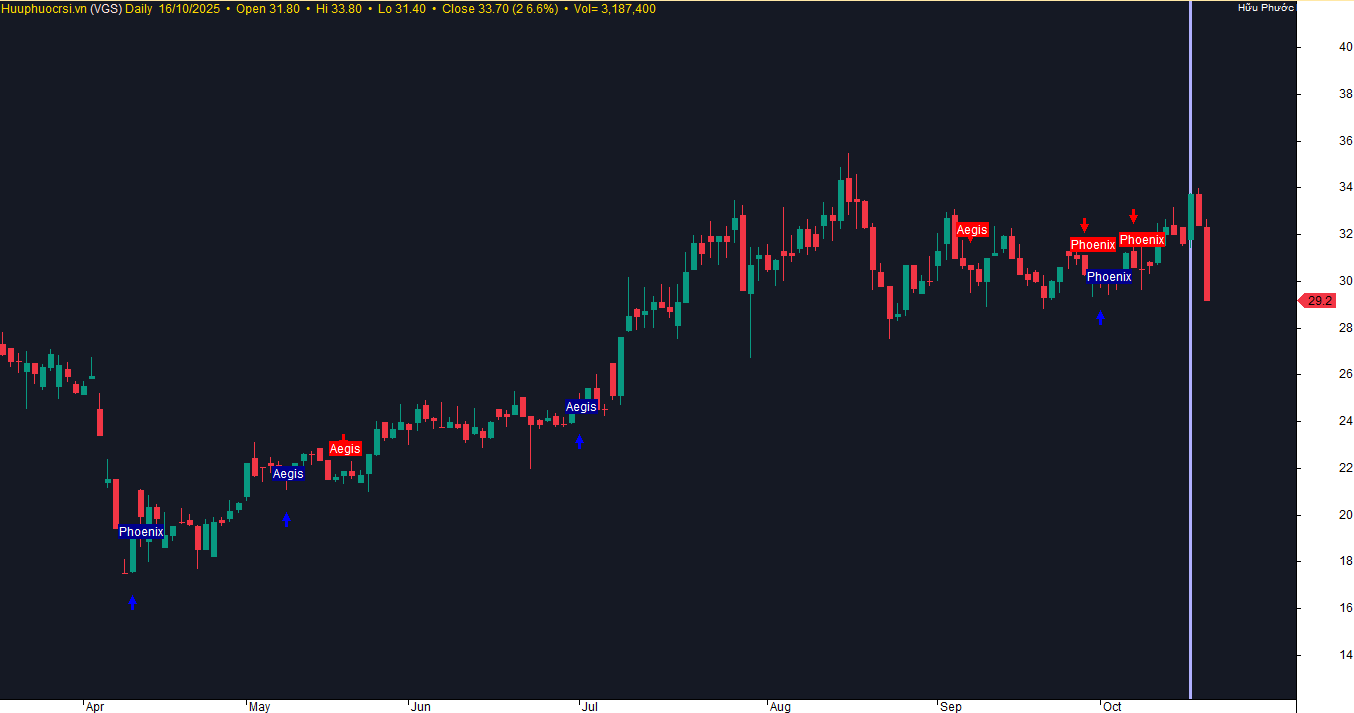 Huuphuocrsi.vn (VGS) Daily 16/10/2025 • Open 31.80 • Hi 33.80 • Lo 31.40 • Close 33.70 (2 6.6%) • Vol= 3,187,400
Hữu Phước
40
38
36
34
32
30
29.2
28
26
24
22
20
18
16
14
Aegis
Phoenix
Phoenix
Phoenix
Aegis
Aegis
Aegis
Phoenix
Apr
May
Jun
Jul
Aug
Sep
Oct